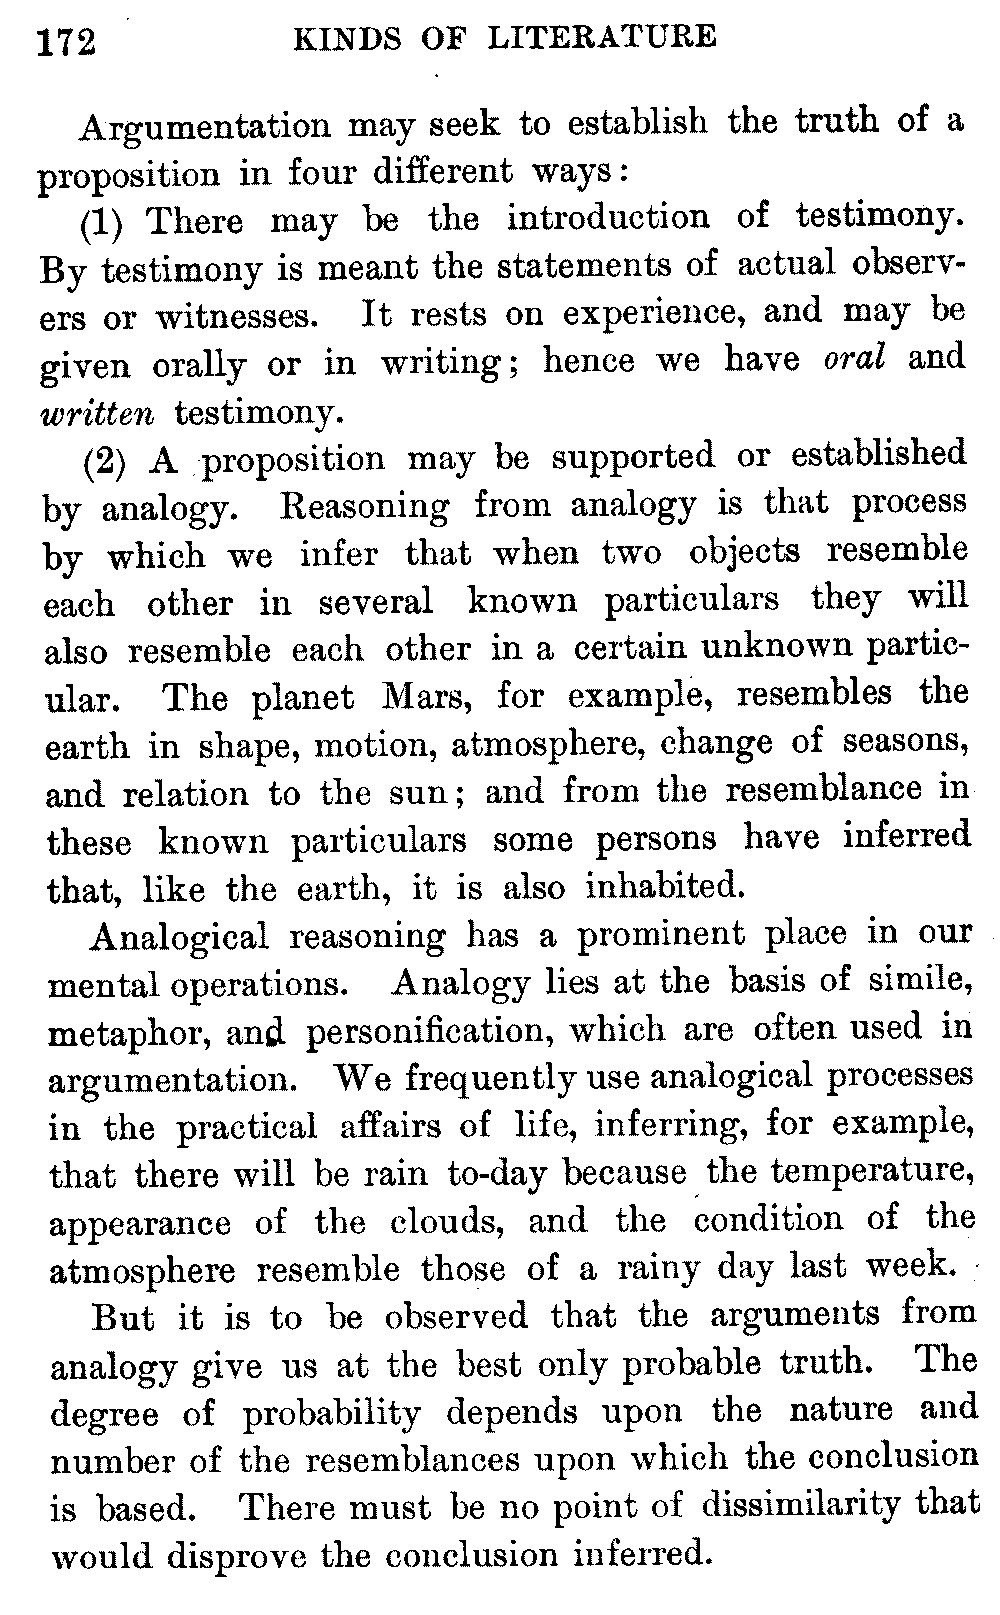 172 KINDS OF LITERATURE
Argumentation may seek to establish the truth of a
proposition in four different ways:
(1) There may be the introduction of testimony.
By testimony is meant the statements of actual observ-
ers or witnesses. It rests on experience, and may be
given orally or in writing; hence we have oral and
written testimony.
(2) A proposition may be supported or established
by analogy. Reasoning from analogy is that process
by which we infer that when two objects resemble
each other in several known particulars they will
also resemble each other in a certain unknown partic-
ular. The planet Mars, for example, resembles the
earth in shape, motion, atmosphere, change of seasons,
and relation to the sun; and from the resemblance in
these known particulars some persons have inferred
that, like the earth, it is also inhabited.
Analogical reasoning has a prominent place in our
mental operations. Analogy lies at the basis of simile,
metaphor, and personification, which are often used in
argumentation. We frequently use analogical processes
in the practical affairs of life, inferring, for example,
that there will be rain to-day because the temperature,
appearance of the clouds, and the condition of the
atmosphere resemble those of a rainy day last week.
But it is to be observed that the arguments from
analogy give us at the best only probable truth. The
degree of probability depends upon the nature and
number of the resemblances upon which the conclusion
is based. There must be no point of dissimilarity that
would disprove the conclusion inferred.